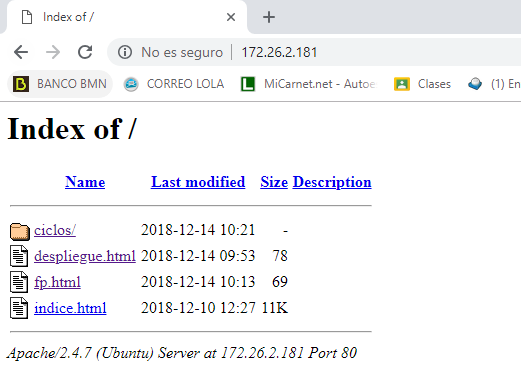 Index of /
No es seguro | 172.26.2.181
BANCO BMN CORREO LOLA MiCarnet.net - Autoe Clases (1) En
Index of /
Name Last modified Size Description
ciclos/ 2018-12-14 10:21 -
despliegue.html 2018-12-14 09:53 78
fp.html 2018-12-14 10:13 69
indice.html 2018-12-10 12:27 11K
Apache/2.4.7 (Ubuntu) Server at 172.26.2.181 Port 80